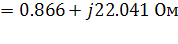 = 0.866 + j22.041 Ом